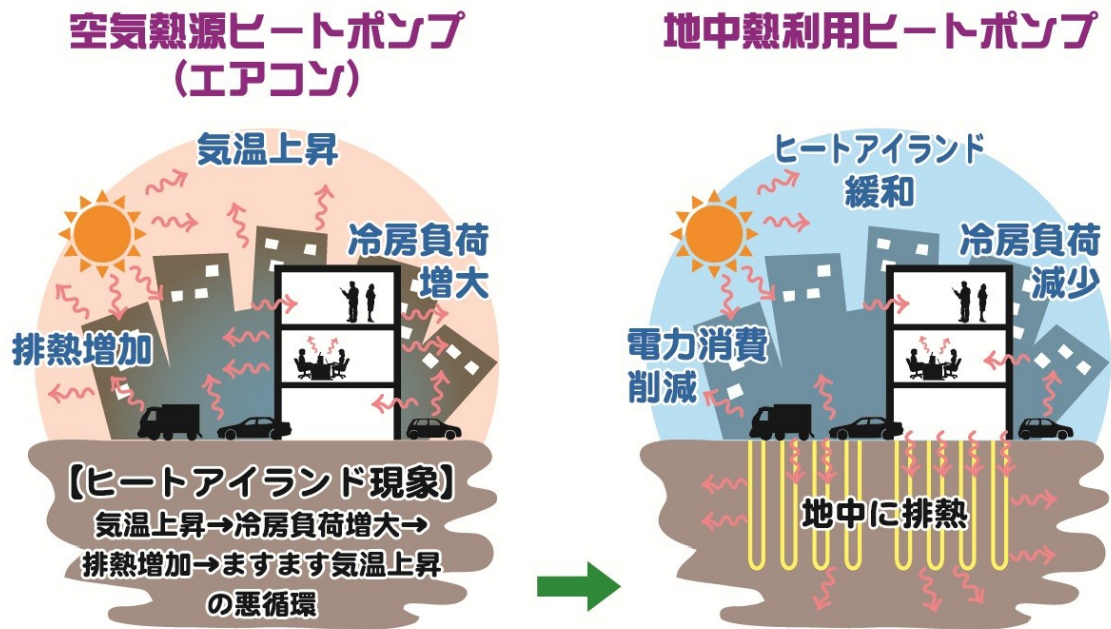 空気熱源ヒートポンプ
(エアコン)
気温上昇
冷房負荷
増大
排熱増加
【ヒートアイランド現象】
気温上昇→冷房負荷増大→
排熱増加→ますます気温上昇
の悪循環
地中熱利用ヒートポンプ
ヒートアイランド
緩和
冷房負荷
減少
電力消費
削減
地中に排熱